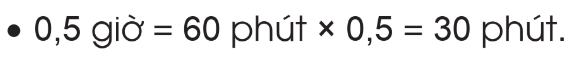 • 0,5 giờ = 60 phút × 0,5 = 30 phút.